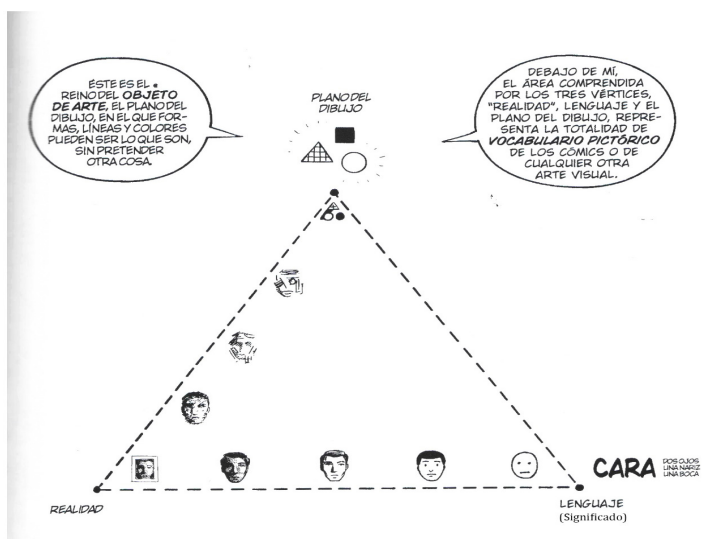 ÉSTE ES EL
REINO DEL OBJETO
DE ARTE, EL PLANO DEL
DIBUJO, EN EL QUE FOR-
MAS, LÍNEAS Y COLORES
PUEDEN SER LO QUE SON,
SIN PRETENDER
OTRA COSA.
PLANO DEL
DIBUJO
DEBAJO DE MÍ,
EL ÁREA COMPRENDIDA
POR LOS TRES VÉRTICES,
"REALIDAD", LENGUAJE Y EL
PLANO DEL DIBUJO, REPRE-
SENTA LA TOTALIDAD DE
VOCABULARIO PICTÓRICO
DE LOS CÓMICS O DE
CUALQUIER OTRA
ARTE VISUAL.
CARA
DOS OJOS
UNA NARIZ
UNA BOCA
REALIDAD
LENGUAJE
(Significado)